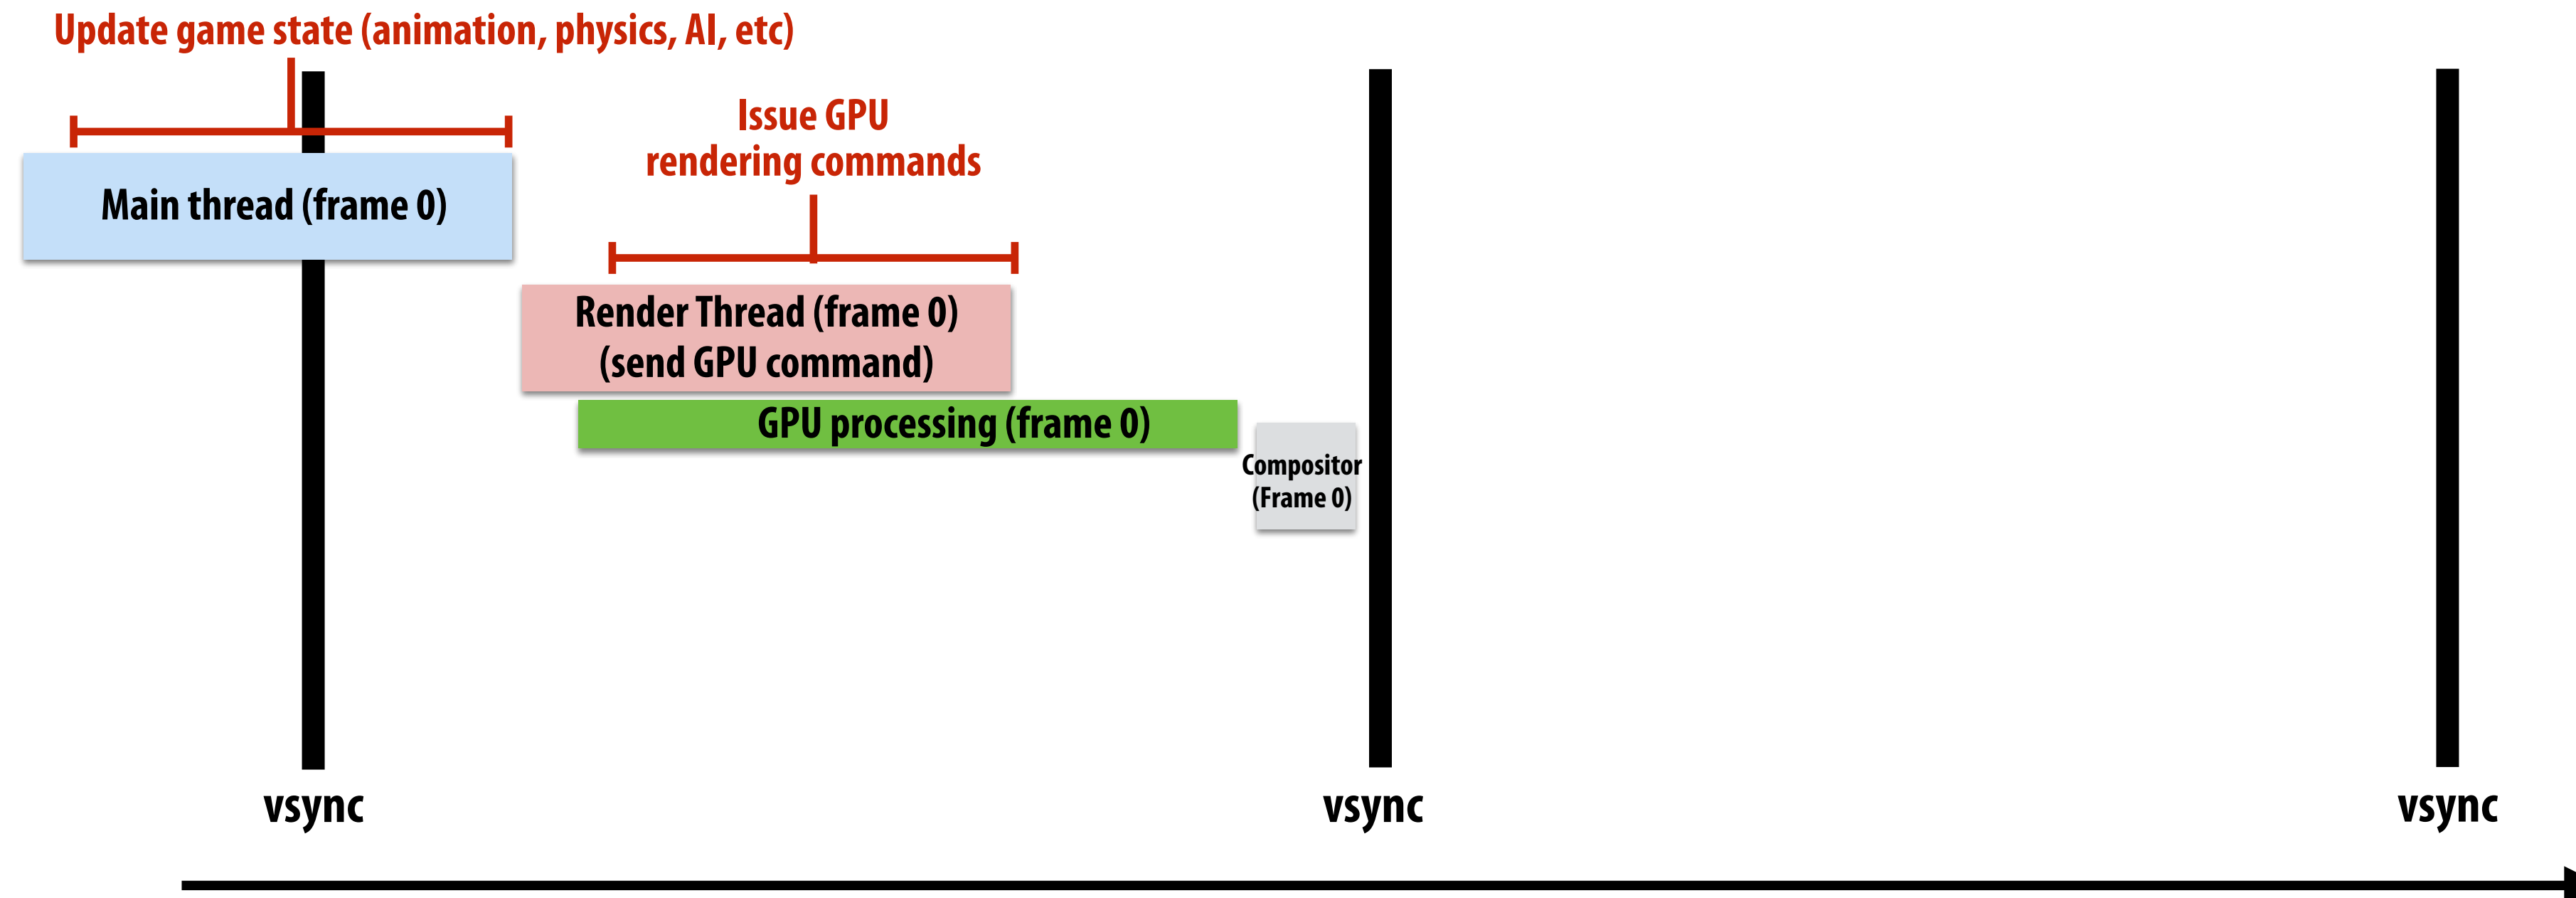 Update game state (animation, physics, AI, etc)
Issue GPU
rendering commands
Main thread (frame 0)
Render Thread (frame 0)
(send GPU command)
GPU processing (frame 0)
Compositor
(Frame 0)
vsync
vsync
vsync